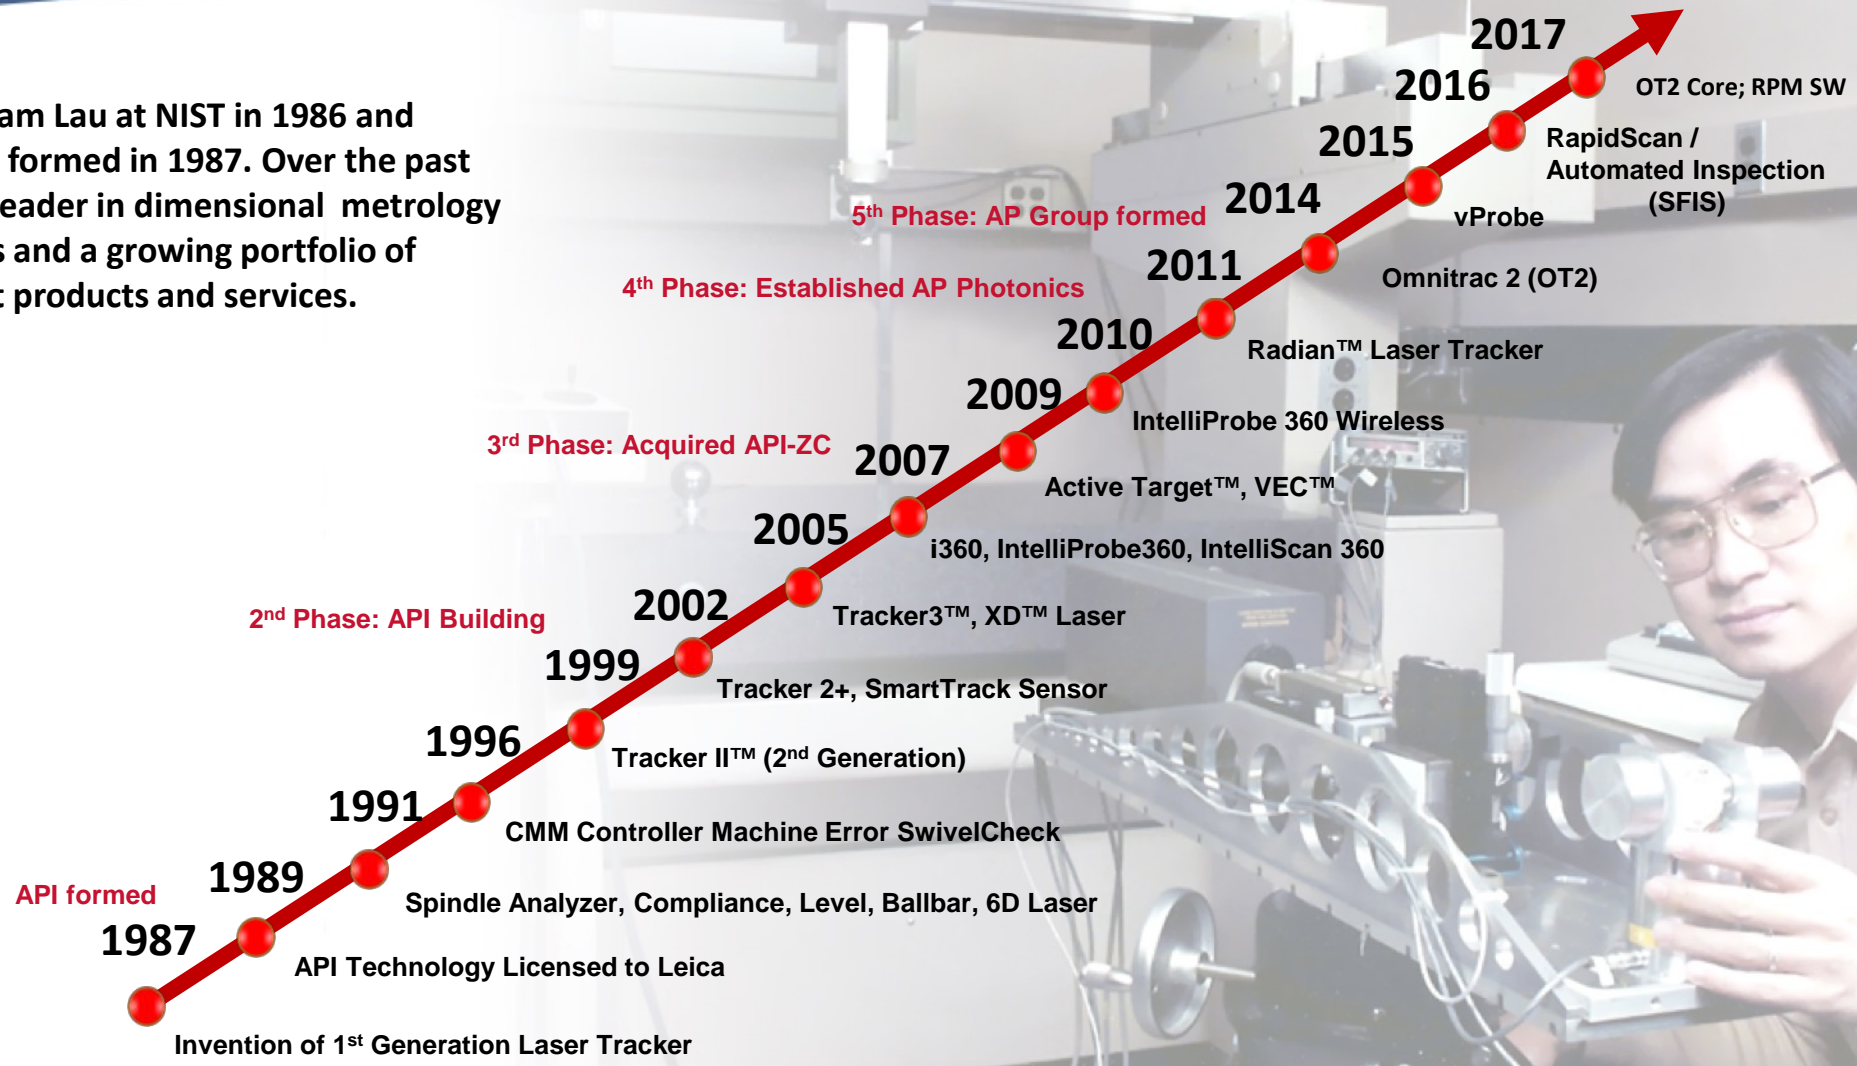 am Lau at NIST in 1986 and
formed in 1987. Over the past
eader in dimensional metrology
s and a growing portfolio of
t products and services.
2017
OT2 Core; RPM SW
2016
RapidScan /
Automated Inspection
(SFIS)
2015
vProbe
5th Phase: AP Group formed
2014
Omnitrac 2 (OT2)
4th Phase: Established AP Photonics
2011
Radian™ Laser Tracker
2010
IntelliProbe 360 Wireless
2009
Active Target™, VEC™
3rd Phase: Acquired API-ZC
2007
i360, IntelliProbe360, IntelliScan 360
2005
Tracker3™, XD™ Laser
2nd Phase: API Building
2002
Tracker 2+, SmartTrack Sensor
1999
Tracker II™ (2nd Generation)
1996
CMM Controller Machine Error SwivelCheck
1991
Spindle Analyzer, Compliance, Level, Ballbar, 6D Laser
1989
API Technology Licensed to Leica
API formed
1987
Invention of 1st Generation Laser Tracker